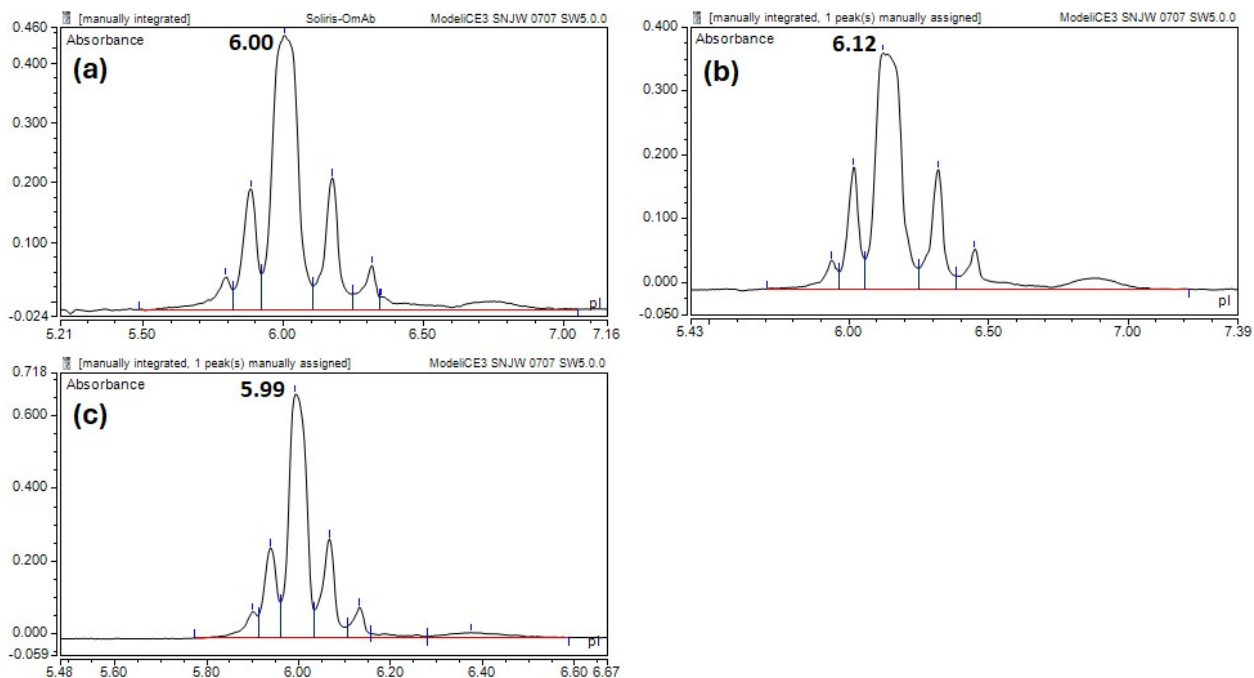 [manually integrated] Soliris-OmAb ModeliCE3 SNJW 0707 SW5.0.0
0.460
Absorbance
6.00
(a)
0.400
0.300
0.200
0.100
-0.024
pI
5.21 5.50 6.00 6.50 7.00 7.16
[manually integrated, 1 peak(s) manually assigned] ModeliCE3 SNJW 0707 SW5.0.0
0.400
Absorbance
6.12
(b)
0.300
0.200
0.100
0.000
-0.050
pI
5.43 6.00 6.50 7.00 7.39
[manually integrated, 1 peak(s) manually assigned] ModeliCE3 SNJW 0707 SW5.0.0
0.718
Absorbance
5.99
(c)
0.600
0.400
0.200
0.000
-0.059
pI
5.48 5.60 5.80 6.00 6.20 6.40 6.60 6.67